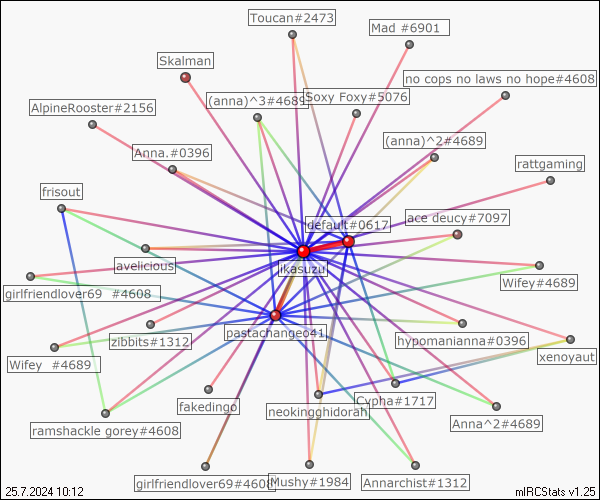 Toucan#2473
Mad #6901
Skalman
no cops no laws no hope#4608
(anna)^3#4689
Soxy Foxy#5076
AlpineRooster#2156
(anna)^2#4689
Anna.#0396
rattgaming
frisout
default#0617
ace deucy#7097
avelicious
ikasuzu
Wifey#4689
girlfriendlover69 #4608
pastachangeo41
zibbits#1312
hypomanianna#0396
Wifey #4689
xenoyaut
fakedingo
neokingghidorah
Cypha#1717
Anna^2#4689
ramshackle gorey#4608
girlfriendlover69#4608
Mushy#1984
Annarchist#1312
25.7.2024 10:12
mIRCStats v1.25